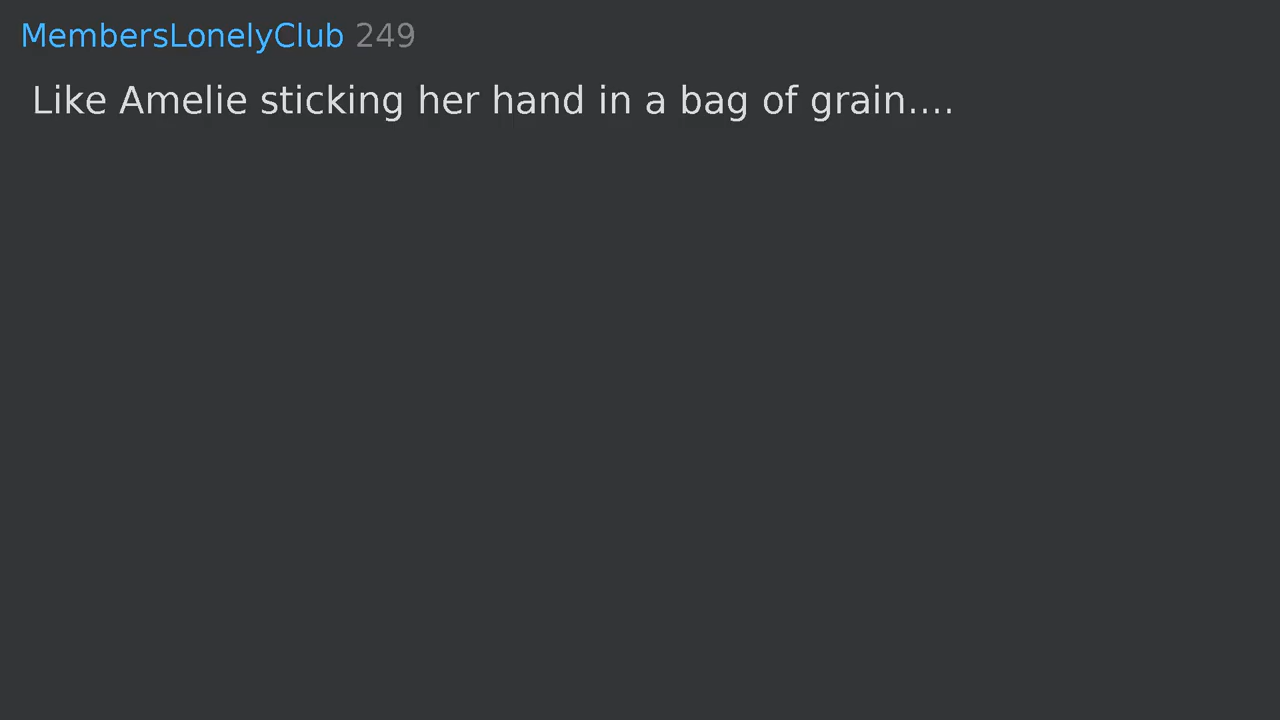 MembersLonelyClub 249
Like Amelie sticking her hand in a bag of grain....